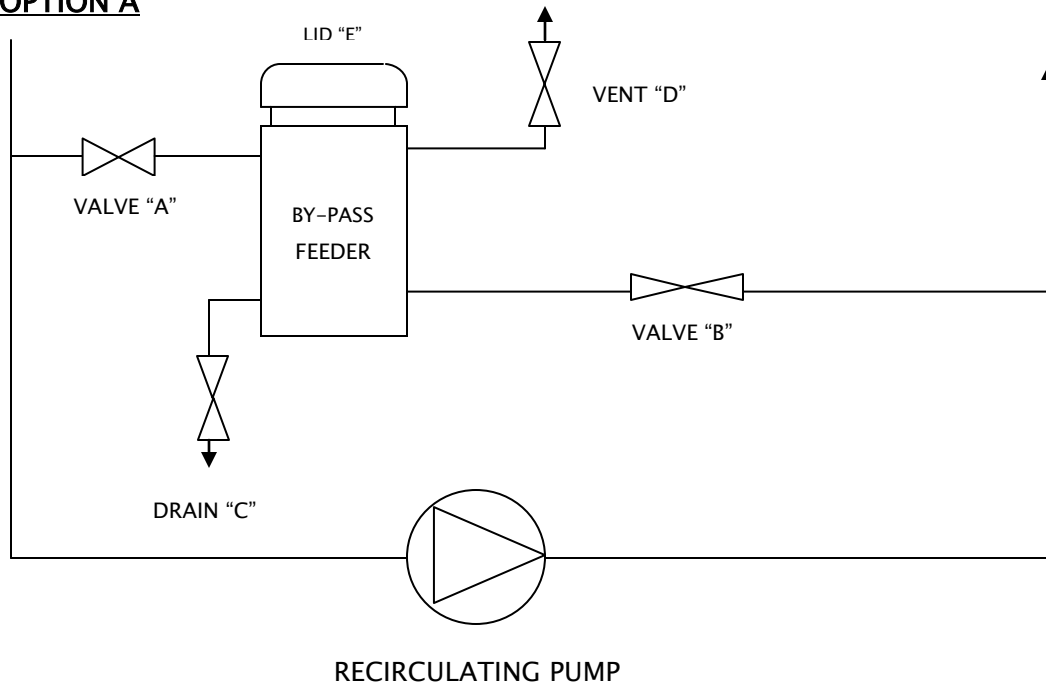 OPTION A
LID “E”
VENT “D”
VALVE “A”
BY-PASS
FEEDER
VALVE “B”
DRAIN “C”
RECIRCULATING PUMP